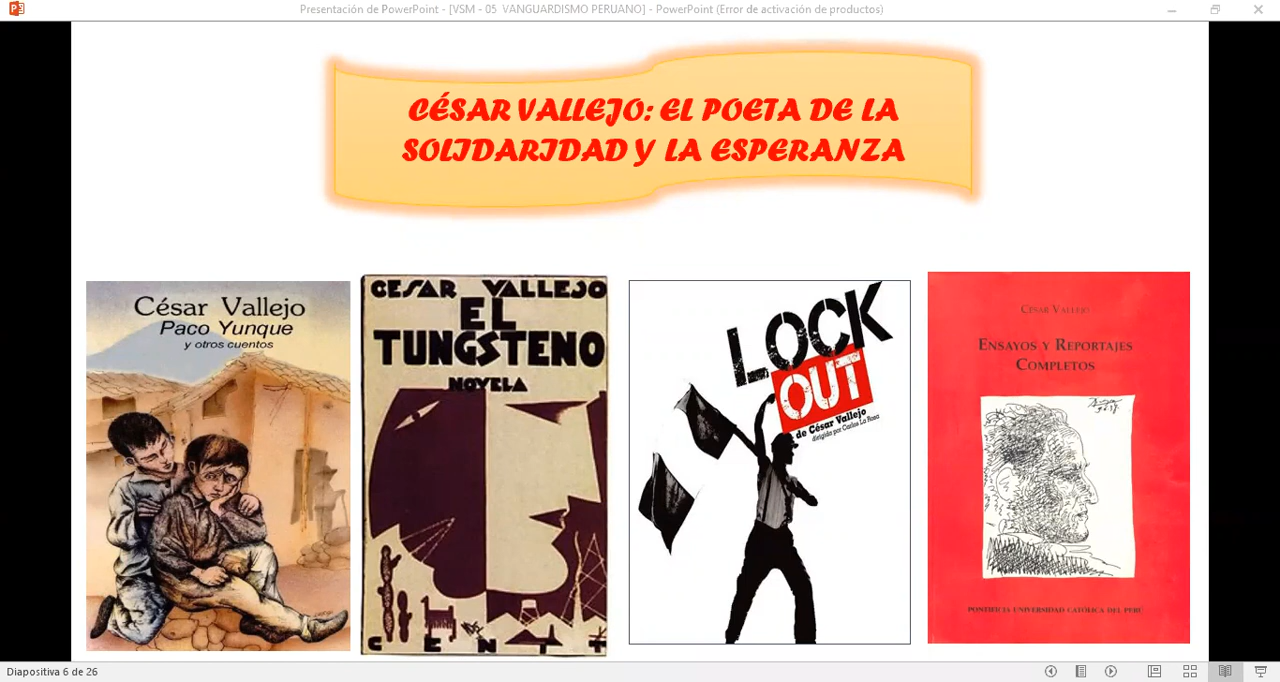 Presentación de PowerPoint - [VSM - 05 VANGUARDISMO PERUANO] - PowerPoint (Error de activación de productos)
CÉSAR VALLEJO: EL POETA DE LA
SOLIDARIDAD Y LA ESPERANZA
César Vallejo
Paco Yunque
y otros cuentos
CESAR VALLEJO
EL
TUNGSTENO
NOVELA
CENIT
LOCK
OUT
de César Vallejo
dirigida por Carlos La Rosa
CÉSAR VALLEJO
ENSAYOS Y REPORTAJES
COMPLETOS
PONTIFICIA UNIVERSIDAD CATÓLICA DEL PERÚ
Diapositiva 6 de 26